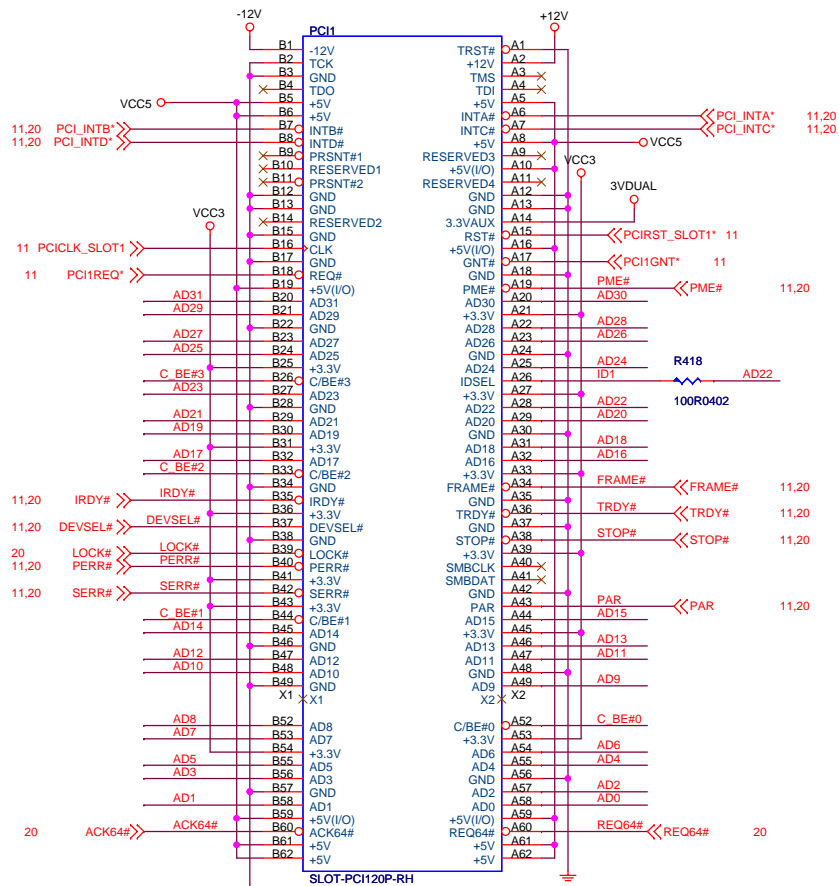 -12V
+12V
PCI1
B1 -12V TRST# A1
B2 TCK +12V A2
B3 GND TMS A3
B4 TDO TDI A4
VCC5 B5 +5V +5V A5
B6 +5V INTA# A6 PCI_INTA* 11,20
11,20 PCI_INTB* B7 INTB# INTC# A7 PCI_INTC* 11,20
11,20 PCI_INTD* B8 INTD# +5V A8 VCC5
B9 PRSNT#1 RESERVED3 A9
B10 RESERVED1 +5V(I/O) A10 VCC3
B11 PRSNT#2 RESERVED4 A11
B12 GND GND A12 3VDUAL
B13 GND GND A13
VCC3 B14 RESERVED2 3.3VAUX A14
B15 GND RST# A15 PCIRST_SLOT1* 11
11 PCICLK_SLOT1 B16 CLK +5V(I/O) A16
B17 GND GNT# A17 PCI1GNT* 11
11 PCI1REQ* B18 REQ# GND A18
B19 +5V(I/O) PME# A19 PME# PME# 11,20
AD31 B20 AD31 AD30 A20 AD30
AD29 B21 AD29 +3.3V A21
B22 GND AD28 A22 AD28
AD27 B23 AD27 AD26 A23 AD26
AD25 B24 AD25 GND A24
B25 +3.3V AD24 A25 AD24 R418
C_BE#3 B26 C/BE#3 IDSEL A26 ID1 AD22
AD23 B27 AD23 +3.3V A27 100R0402
B28 GND AD22 A28 AD22
AD21 B29 AD21 AD20 A29 AD20
AD19 B30 AD19 GND A30
B31 +3.3V AD18 A31 AD18
AD17 B32 AD17 AD16 A32 AD16
C_BE#2 B33 C/BE#2 +3.3V A33
B34 GND FRAME# A34 FRAME# FRAME# 11,20
11,20 IRDY# IRDY# B35 IRDY# GND A35
B36 +3.3V TRDY# A36 TRDY# TRDY# 11,20
11,20 DEVSEL# DEVSEL# B37 DEVSEL# GND A37
B38 GND STOP# A38 STOP# STOP# 11,20
20 LOCK# LOCK# B39 LOCK# +3.3V A39
11,20 PERR# PERR# B40 PERR# SMBCLK A40
B41 +3.3V SMBDAT A41
11,20 SERR# SERR# B42 SERR# GND A42
B43 +3.3V PAR A43 PAR PAR 11,20
C_BE#1 B44 C/BE#1 AD15 A44 AD15
AD14 B45 AD14 +3.3V A45
B46 GND AD13 A46 AD13
AD12 B47 AD12 AD11 A47 AD11
AD10 B48 AD10 GND A48
B49 GND AD9 A49 AD9
X1 X1 X2 X2
AD8 B52 AD8 C/BE#0 A52 C_BE#0
AD7 B53 AD7 +3.3V A53
B54 +3.3V AD6 A54 AD6
AD5 B55 AD5 AD4 A55 AD4
AD3 B56 AD3 GND A56
B57 GND AD2 A57 AD2
AD1 B58 AD1 AD0 A58 AD0
B59 +5V(I/O) +5V(I/O) A59
20 ACK64# ACK64# B60 ACK64# REQ64# A60 REQ64# REQ64# 20
B61 +5V +5V A61
B62 +5V +5V A62
SLOT-PCI120P-RH